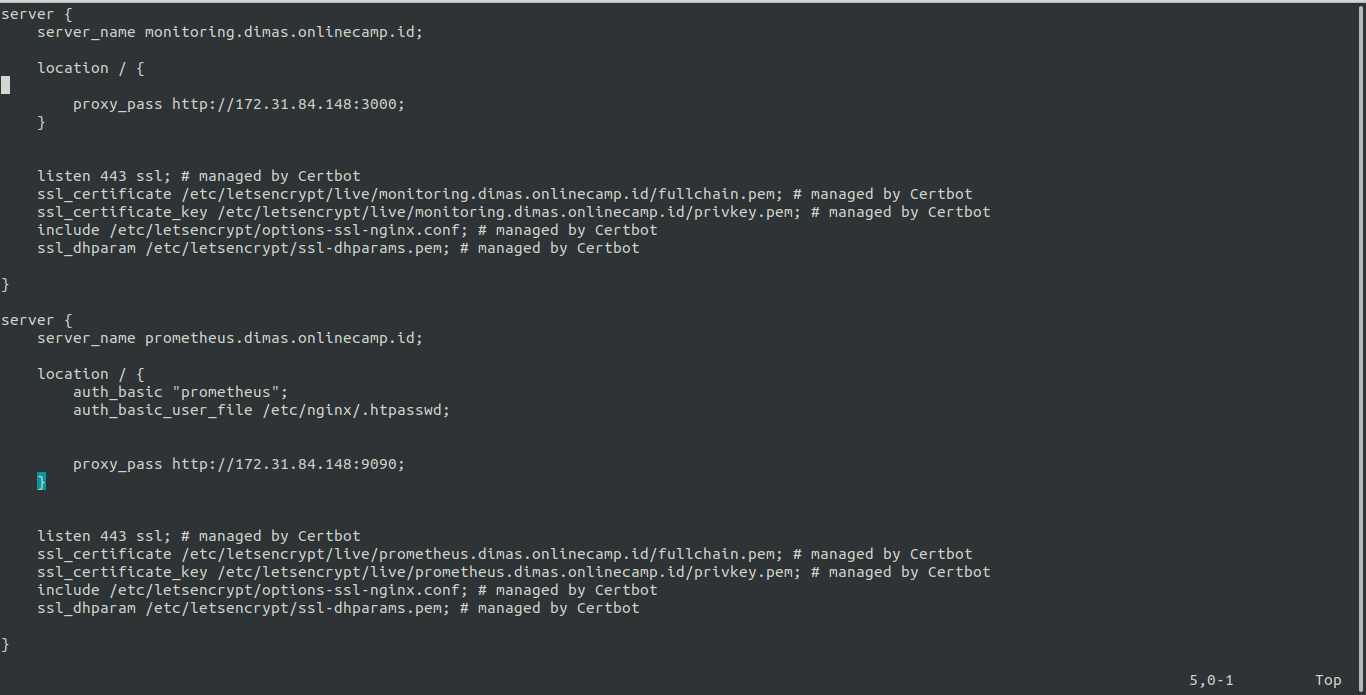 server {
    server_name monitoring.dimas.onlinecamp.id;

    location / {

        proxy_pass http://172.31.84.148:3000;
    }


    listen 443 ssl; # managed by Certbot
    ssl_certificate /etc/letsencrypt/live/monitoring.dimas.onlinecamp.id/fullchain.pem; # managed by Certbot
    ssl_certificate_key /etc/letsencrypt/live/monitoring.dimas.onlinecamp.id/privkey.pem; # managed by Certbot
    include /etc/letsencrypt/options-ssl-nginx.conf; # managed by Certbot
    ssl_dhparam /etc/letsencrypt/ssl-dhparams.pem; # managed by Certbot

}

server {
    server_name prometheus.dimas.onlinecamp.id;

    location / {
        auth_basic "prometheus";
        auth_basic_user_file /etc/nginx/.htpasswd;


        proxy_pass http://172.31.84.148:9090;
    }


    listen 443 ssl; # managed by Certbot
    ssl_certificate /etc/letsencrypt/live/prometheus.dimas.onlinecamp.id/fullchain.pem; # managed by Certbot
    ssl_certificate_key /etc/letsencrypt/live/prometheus.dimas.onlinecamp.id/privkey.pem; # managed by Certbot
    include /etc/letsencrypt/options-ssl-nginx.conf; # managed by Certbot
    ssl_dhparam /etc/letsencrypt/ssl-dhparams.pem; # managed by Certbot

}
5,0-1 Top